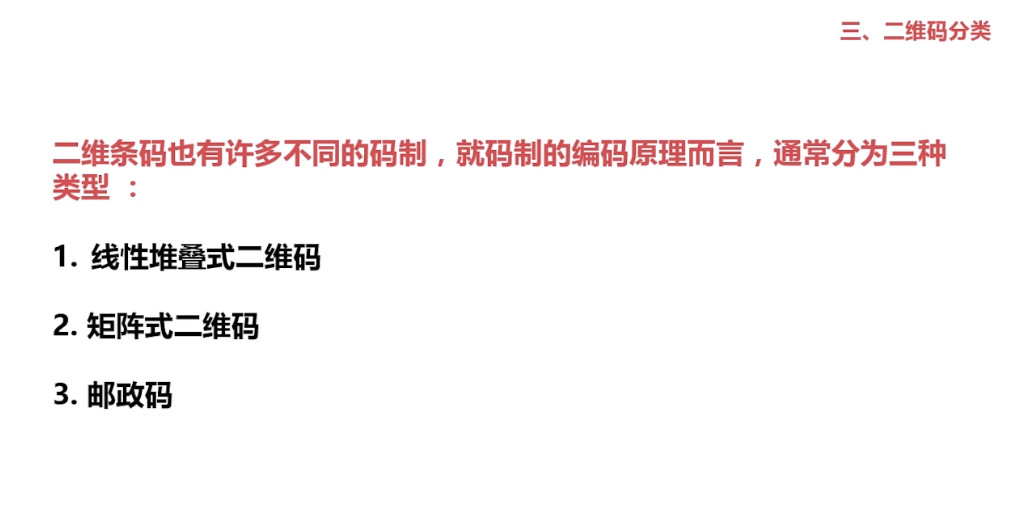 三、二维码分类
二维条码也有许多不同的码制，就码制的编码原理而言，通常分为三种
类型 ：
1. 线性堆叠式二维码
2. 矩阵式二维码
3. 邮政码